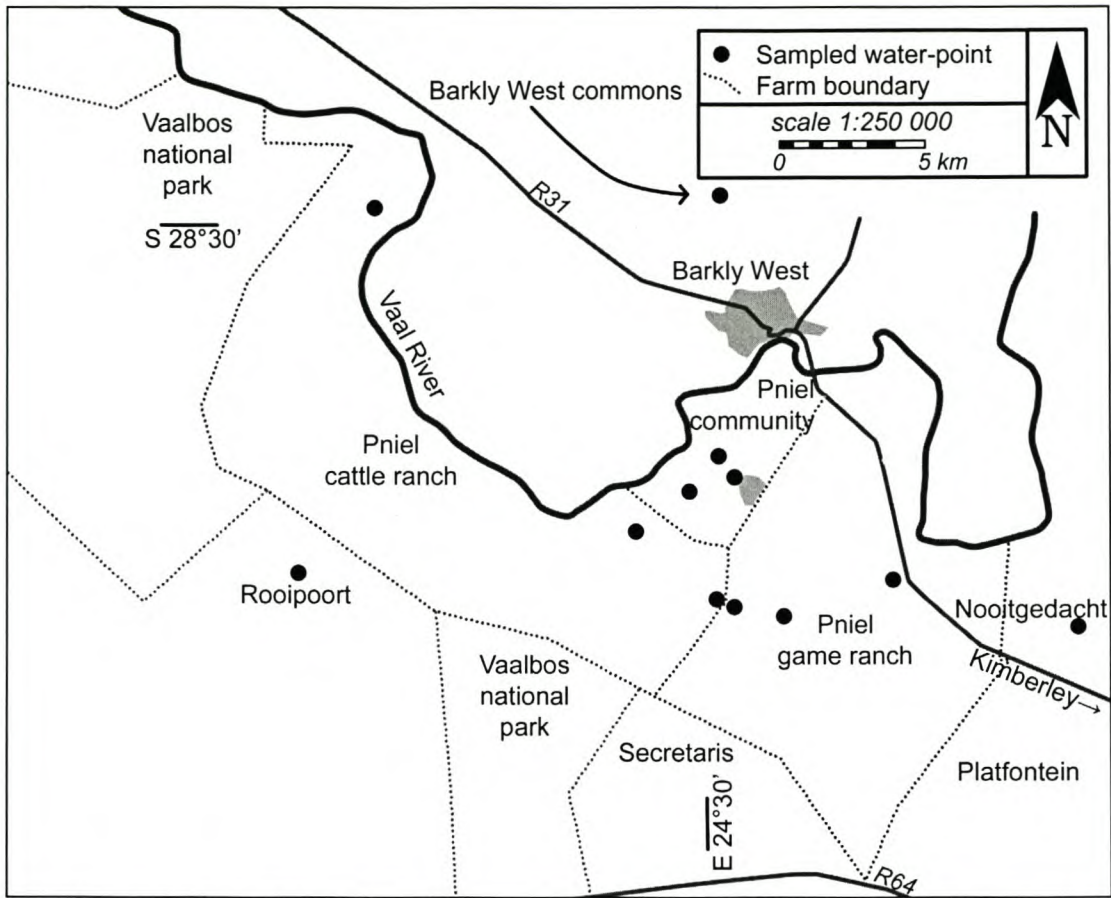 Sampled water-point
Farm boundary
scale 1:250 000
0 5 km
N
Barkly West commons
Vaalbos
national
park
S 28°30'
R31
Barkly West
Vaal River
Pniel
community
Pniel
cattle ranch
Rooipoort
Nooitgedacht
Pniel
game ranch
Kimberley→
Vaalbos
national
park
Secretaris
Platfontein
E 24°30'
R64